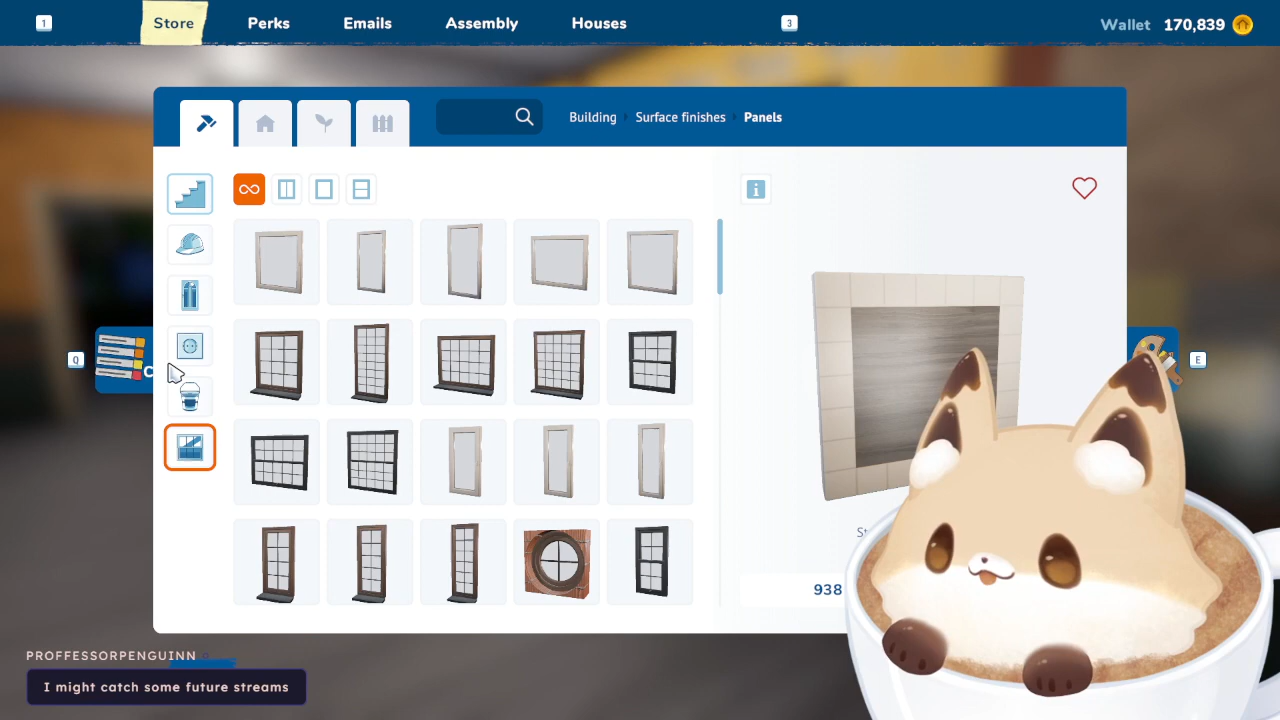 1
Store
Perks
Emails
Assembly
Houses
3
Wallet 170,839
Building
Surface finishes
Panels
Q
C
E
St
938
PROFFESSORPENGUINN
I might catch some future streams